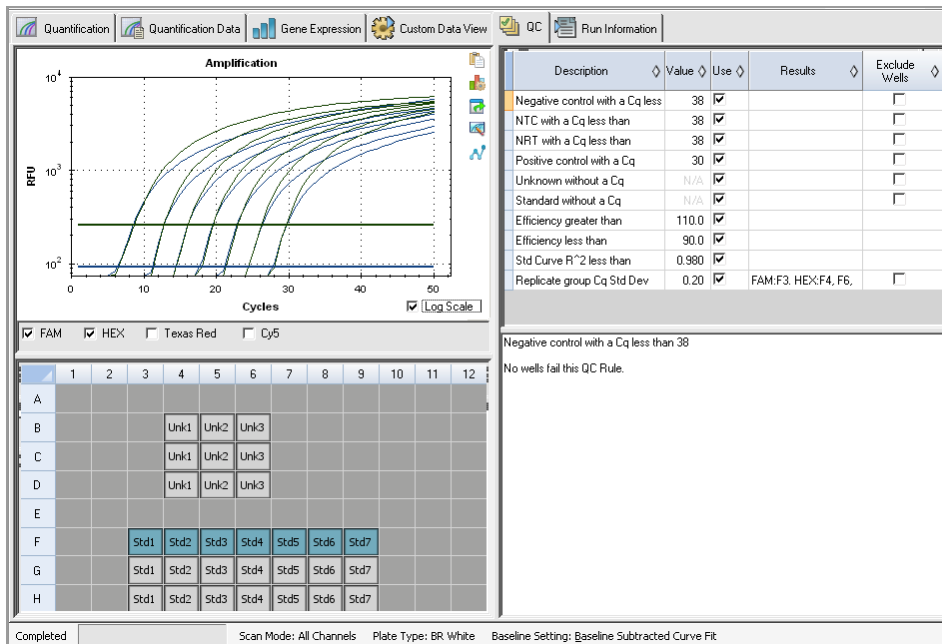 Quantification Quantification Data Gene Expression Custom Data View QC Run Information
Amplification
10^4
10^3
10^2
RFU
0 10 20 30 40 50
Cycles
Log Scale
FAM HEX Texas Red Cy5
1 2 3 4 5 6 7 8 9 10 11 12
A
B Unk1 Unk2 Unk3
C Unk1 Unk2 Unk3
D Unk1 Unk2 Unk3
E
F Std1 Std2 Std3 Std4 Std5 Std6 Std7
G Std1 Std2 Std3 Std4 Std5 Std6 Std7
H Std1 Std2 Std3 Std4 Std5 Std6 Std7
Description Value Use Results Exclude Wells
Negative control with a Cq less 38
NTC with a Cq less than 38
NRT with a Cq less than 38
Positive control with a Cq 30
Unknown without a Cq N/A
Standard without a Cq N/A
Efficiency greater than 110.0
Efficiency less than 90.0
Std Curve R^2 less than 0.980
Replicate group Cq Std Dev 0.20 FAM:F3. HEX:F4, F6,
Negative control with a Cq less than 38
No wells fail this QC Rule.
Completed Scan Mode: All Channels Plate Type: BR White Baseline Setting: Baseline Subtracted Curve Fit